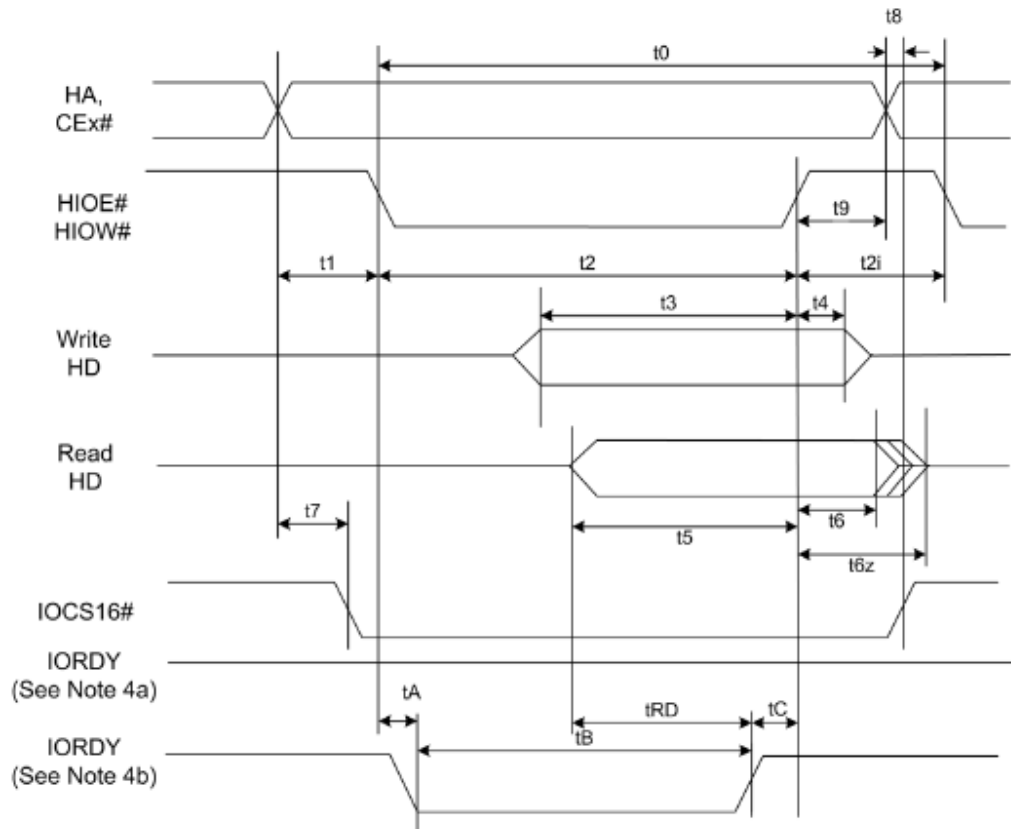 t8
t0
HA,
CEx#
HIOE#
HIOW#
t9
t1
t2
t2i
t3
t4
Write
HD
Read
HD
t7
t6
t5
t6z
IOCS16#
IORDY
(See Note 4a)
tA
tRD
tC
tB
IORDY
(See Note 4b)